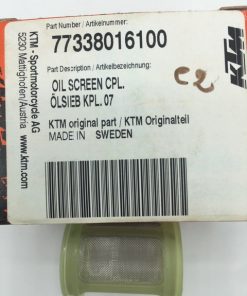 Part Number / Artikelnummer:
77338016100
Part Description / Artikelbezeichnung:
OIL SCREEN CPL.
ÖLSIEB KPL. 07
KTM original part / KTM Originalteil
MADE IN SWEDEN
KTM - Sportmotorcycle AG
5230 Mattighofen/Austria
www.ktm.com
C2